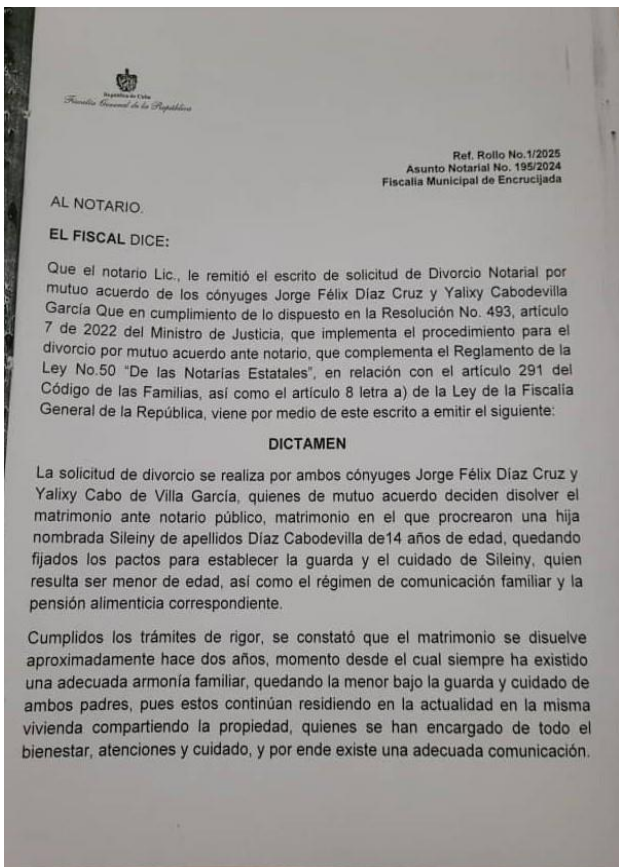 República de Cuba
Fiscalía General de la República
Ref. Rollo No.1/2025
Asunto Notarial No. 195/2024
Fiscalía Municipal de Encrucijada
AL NOTARIO.
EL FISCAL DICE:
Que el notario Lic., le remitió el escrito de solicitud de Divorcio Notarial por
mutuo acuerdo de los cónyuges Jorge Félix Díaz Cruz y Yalixy Cabodevilla
García Que en cumplimiento de lo dispuesto en la Resolución No. 493, artículo
7 de 2022 del Ministro de Justicia, que implementa el procedimiento para el
divorcio por mutuo acuerdo ante notario, que complementa el Reglamento de la
Ley No.50 “De las Notarías Estatales”, en relación con el artículo 291 del
Código de las Familias, así como el artículo 8 letra a) de la Ley de la Fiscalía
General de la República, viene por medio de este escrito a emitir el siguiente:
DICTAMEN
La solicitud de divorcio se realiza por ambos cónyuges Jorge Félix Díaz Cruz y
Yalixy Cabo de Villa García, quienes de mutuo acuerdo deciden disolver el
matrimonio ante notario público, matrimonio en el que procrearon una hija
nombrada Sileiny de apellidos Díaz Cabodevilla de14 años de edad, quedando
fijados los pactos para establecer la guarda y el cuidado de Sileiny, quien
resulta ser menor de edad, así como el régimen de comunicación familiar y la
pensión alimenticia correspondiente.
Cumplidos los trámites de rigor, se constató que el matrimonio se disuelve
aproximadamente hace dos años, momento desde el cual siempre ha existido
una adecuada armonía familiar, quedando la menor bajo la guarda y cuidado de
ambos padres, pues estos continúan residiendo en la actualidad en la misma
vivienda compartiendo la propiedad, quienes se han encargado de todo el
bienestar, atenciones y cuidado, y por ende existe una adecuada comunicación.